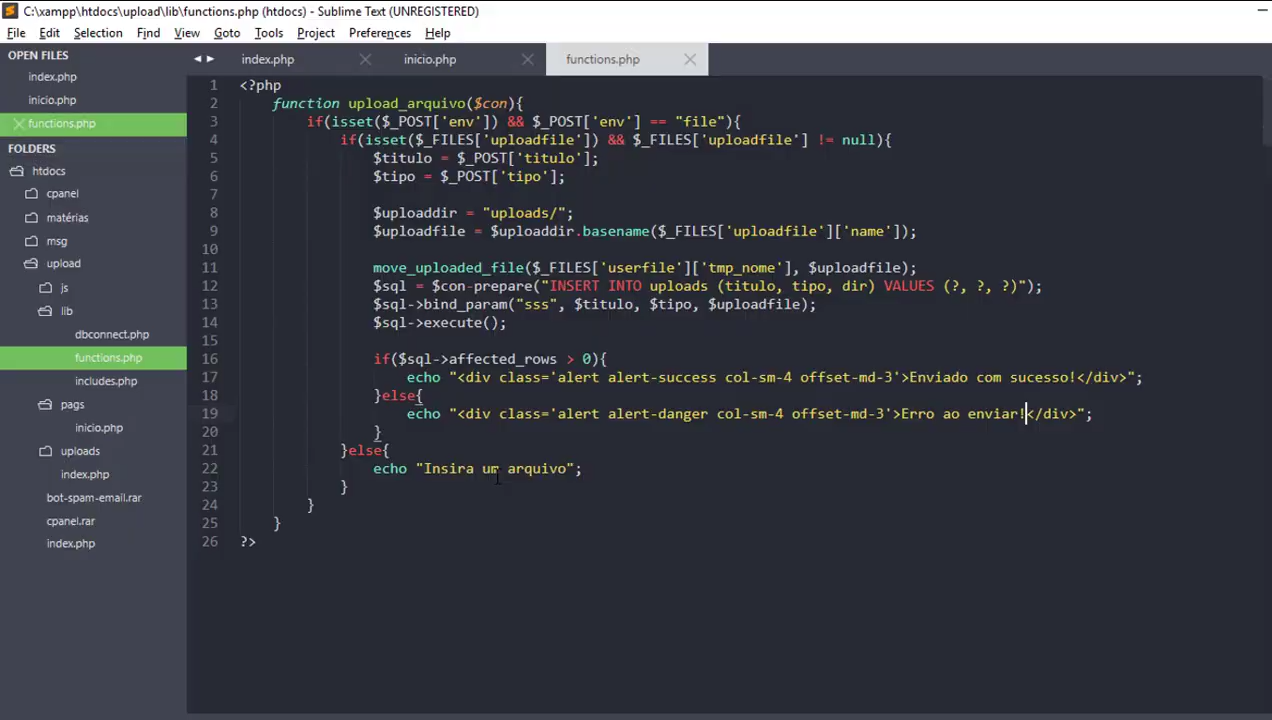 C:\xampp\htdocs\upload\lib\functions.php (htdocs) - Sublime Text (UNREGISTERED)
File Edit Selection Find View Goto Tools Project Preferences Help
OPEN FILES
index.php
inicio.php
functions.php
FOLDERS
htdocs
cpanel
matérias
msg
upload
js
lib
dbconnect.php
functions.php
includes.php
pags
inicio.php
uploads
index.php
bot-spam-email.rar
cpanel.rar
index.php
index.php inicio.php functions.php
1 <?php
2 function upload_arquivo($con){
3 if(isset($_POST['env']) && $_POST['env'] == "file"){
4 if(isset($_FILES['uploadfile']) && $_FILES['uploadfile'] != null){
5 $titulo = $_POST['titulo'];
6 $tipo = $_POST['tipo'];
7
8 $uploaddir = "uploads/";
9 $uploadfile = $uploaddir.basename($_FILES['uploadfile']['name']);
10
11 move_uploaded_file($_FILES['userfile']['tmp_nome'], $uploadfile);
12 $sql = $con-prepare("INSERT INTO uploads (titulo, tipo, dir) VALUES (?, ?, ?)");
13 $sql->bind_param("sss", $titulo, $tipo, $uploadfile);
14 $sql->execute();
15
16 if($sql->affected_rows > 0){
17 echo "<div class='alert alert-success col-sm-4 offset-md-3'>Enviado com sucesso!</div>";
18 }else{
19 echo "<div class='alert alert-danger col-sm-4 offset-md-3'>Erro ao enviar!</div>";
20 }
21 }else{
22 echo "Insira um arquivo";
23 }
24 }
25 }
26 ?>